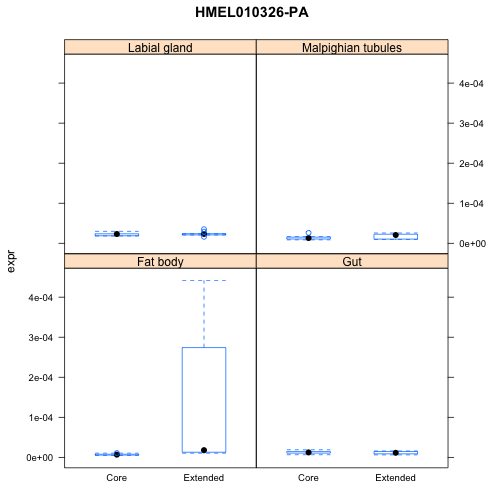 HMEL010326-PA
Labial gland
Malpighian tubules
4e-04
3e-04
2e-04
1e-04
0e+00
expr
Fat body
Gut
4e-04
3e-04
2e-04
1e-04
0e+00
Core
Extended
Core
Extended